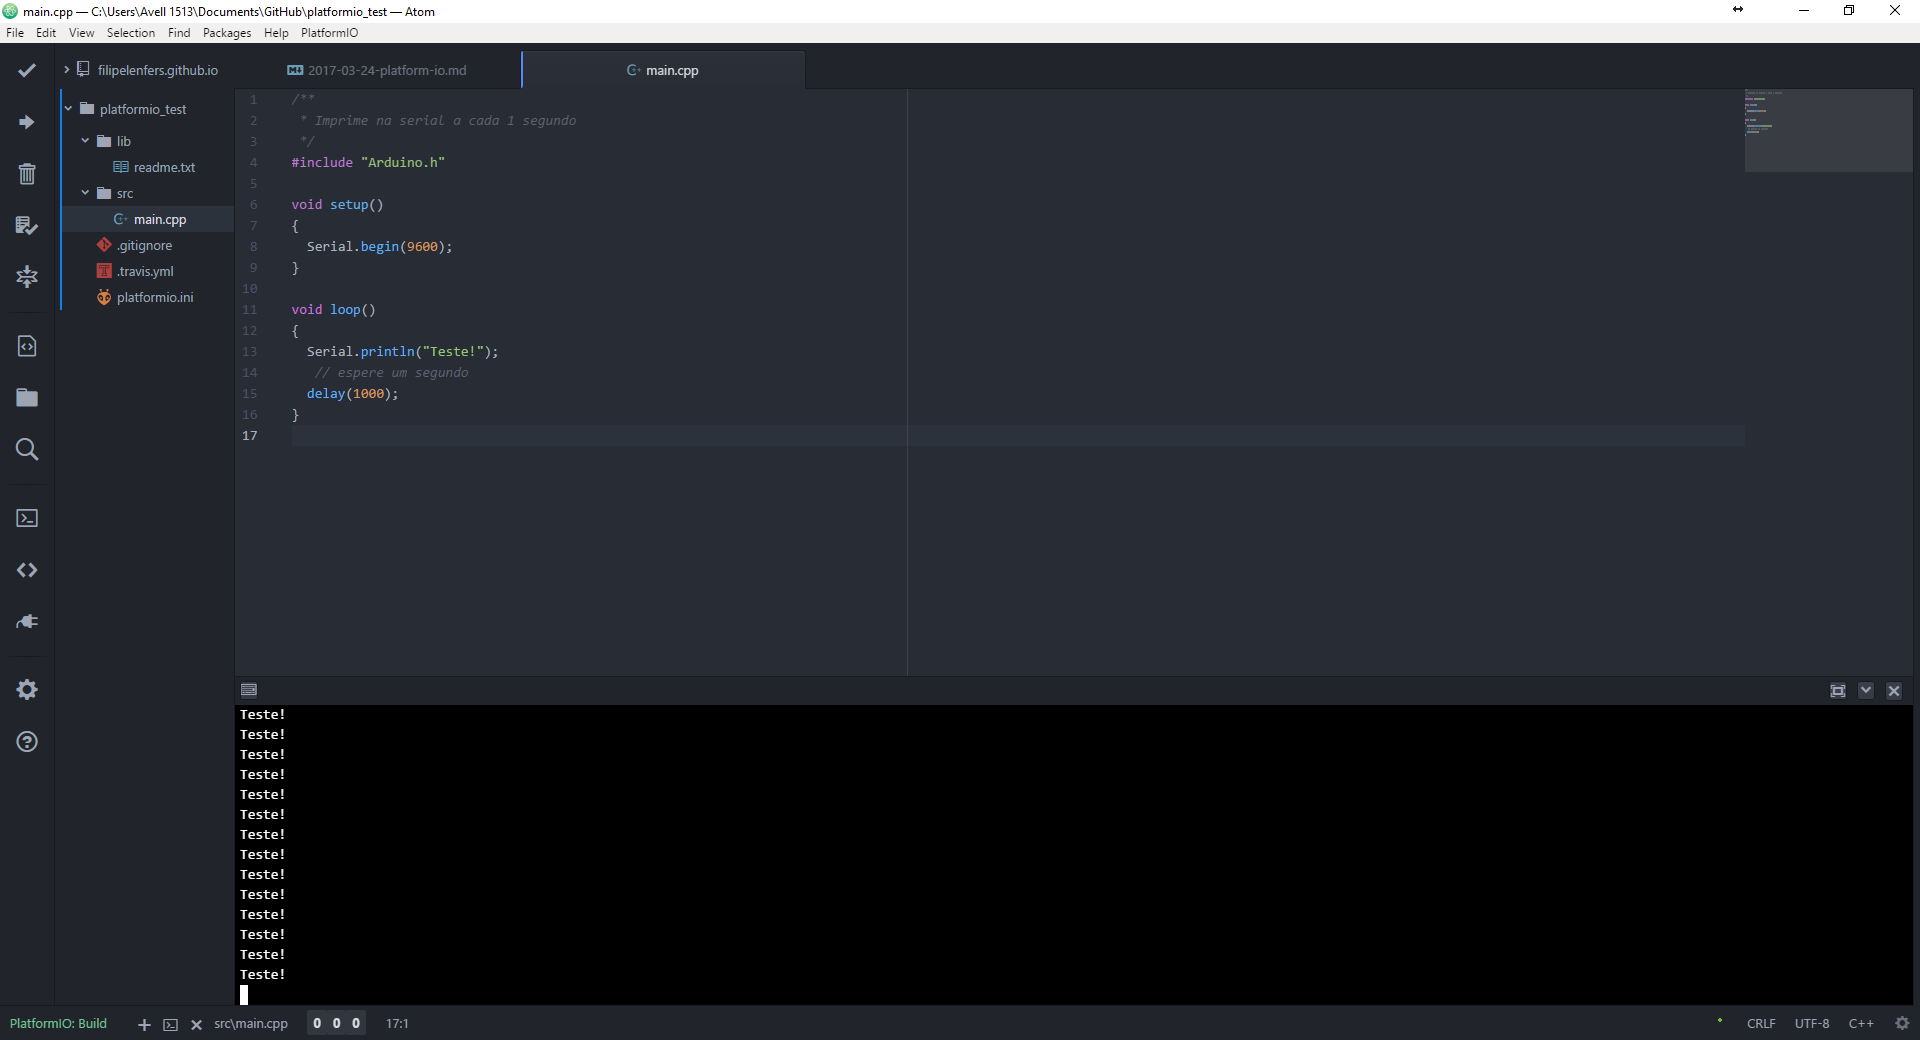 main.cpp — C:\Users\Avell 1513\Documents\GitHub\platformio_test — Atom
File Edit View Selection Find Packages Help PlatformIO
filipelenfers.github.io
platformio_test
lib
readme.txt
src
main.cpp
.gitignore
.travis.yml
platformio.ini
2017-03-24-platform-io.md
main.cpp
1 /**
2  * Imprime na serial a cada 1 segundo
3  */
4 #include "Arduino.h"
5
6 void setup()
7 {
8   Serial.begin(9600);
9 }
10
11 void loop()
12 {
13   Serial.println("Teste!");
14    // espere um segundo
15   delay(1000);
16 }
17
Teste!
Teste!
Teste!
Teste!
Teste!
Teste!
Teste!
Teste!
Teste!
Teste!
Teste!
Teste!
Teste!
Teste!
PlatformIO: Build src\main.cpp 0 0 0 17:1 CRLF UTF-8 C++